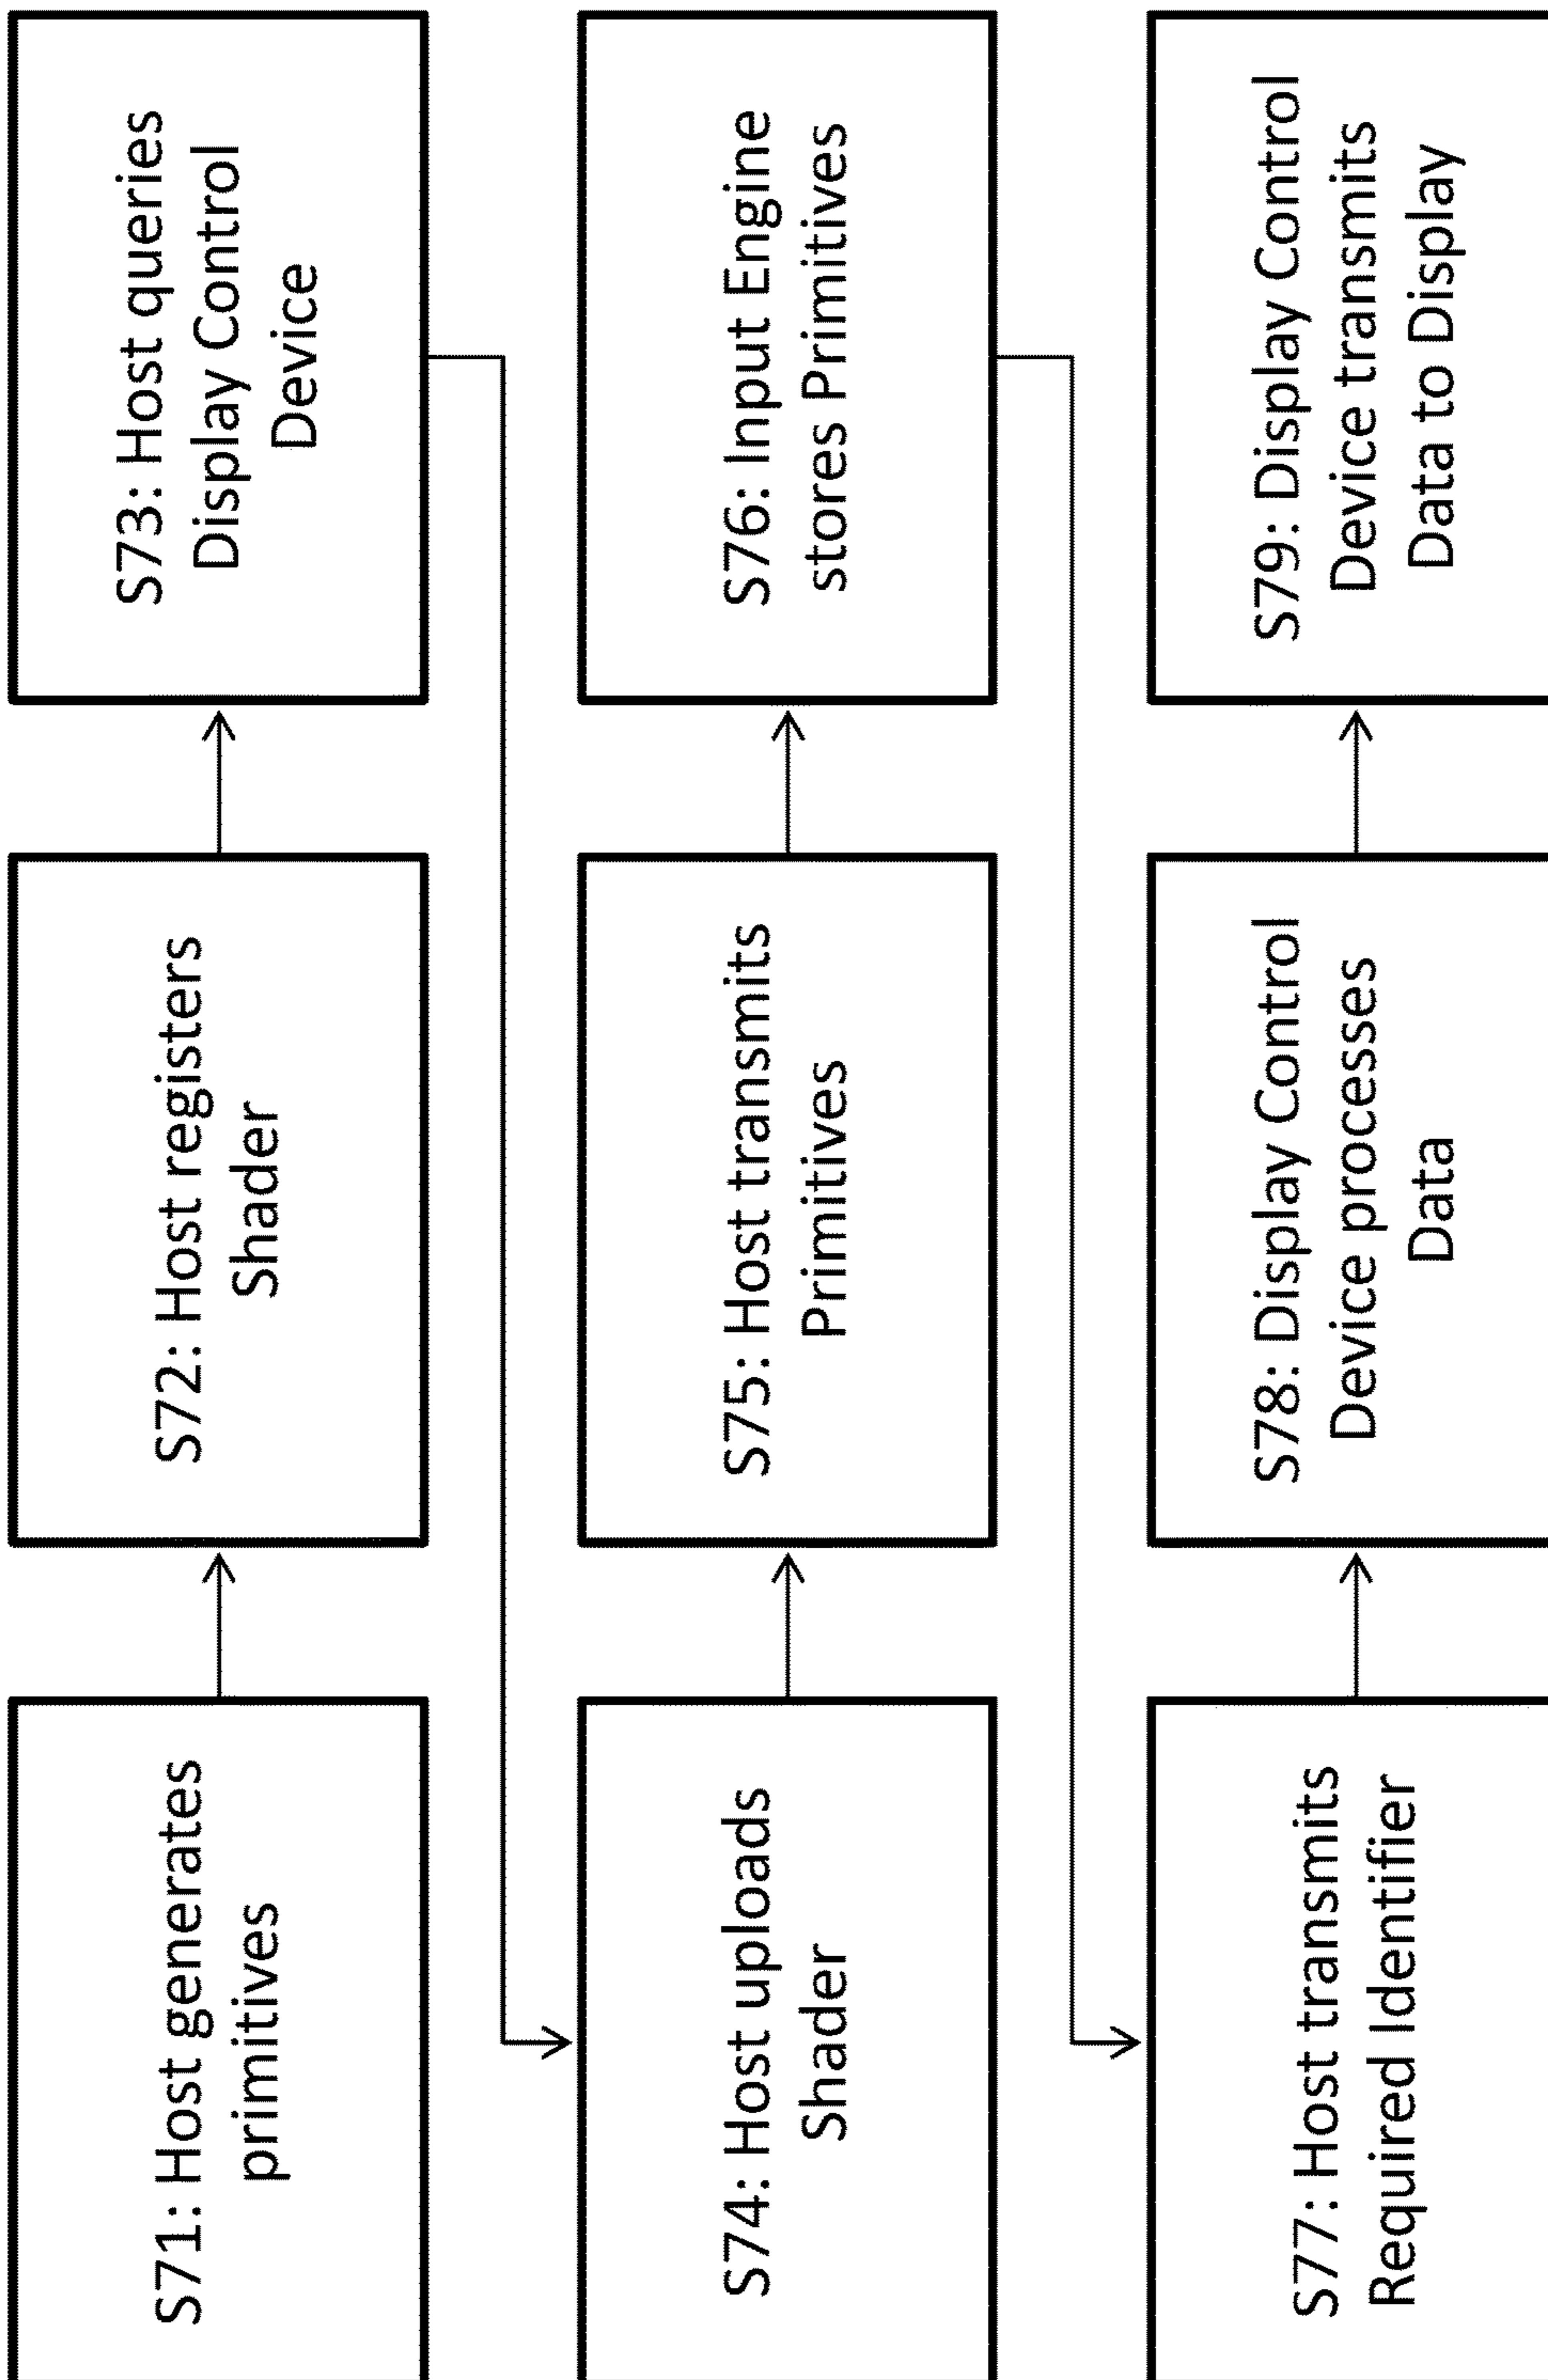 S71: Host generates
primitives
S72: Host registers
Shader
S73: Host queries
Display Control
Device
S74: Host uploads
Shader
S75: Host transmits
Primitives
S76: Input Engine
stores Primitives
S77: Host transmits
Required Identifier
S78: Display Control
Device processes
Data
S79: Display Control
Device transmits
Data to Display